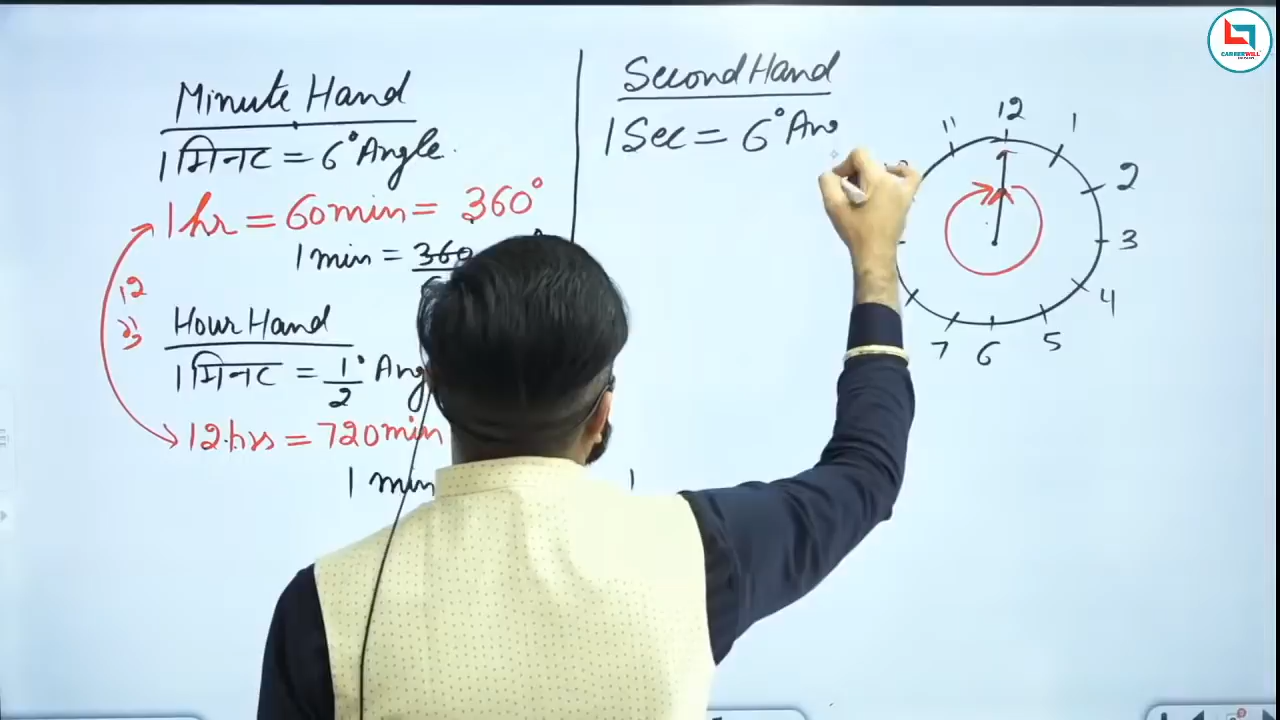 Minute Hand
1 मिनट = 6° Angle.
1 hr = 60 min = 360°
1 min = 360
12
Hour Hand
1 मिनट = 1/2° Ang
12 hrs = 720 min
1 min
Second Hand
1 Sec = 6° An
12
11
1
2
3
4
5
6
7
CAREERWILL